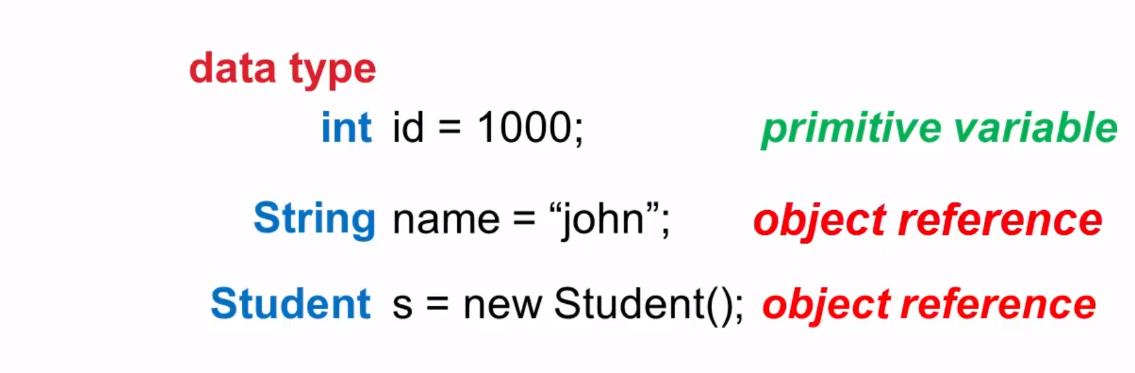 data type
int id = 1000; primitive variable
String name = “john”; object reference
Student s = new Student(); object reference